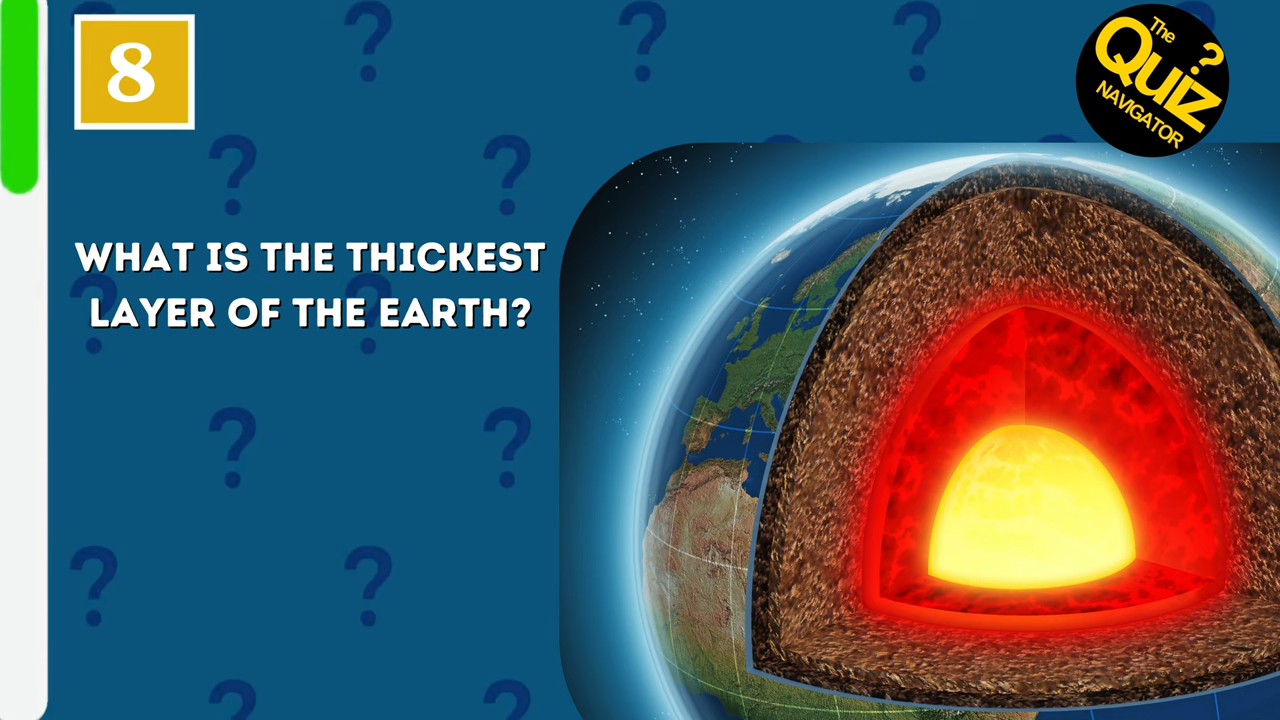 8
The
Quiz
NAVIGATOR
?
WHAT IS THE THICKEST
LAYER OF THE EARTH?